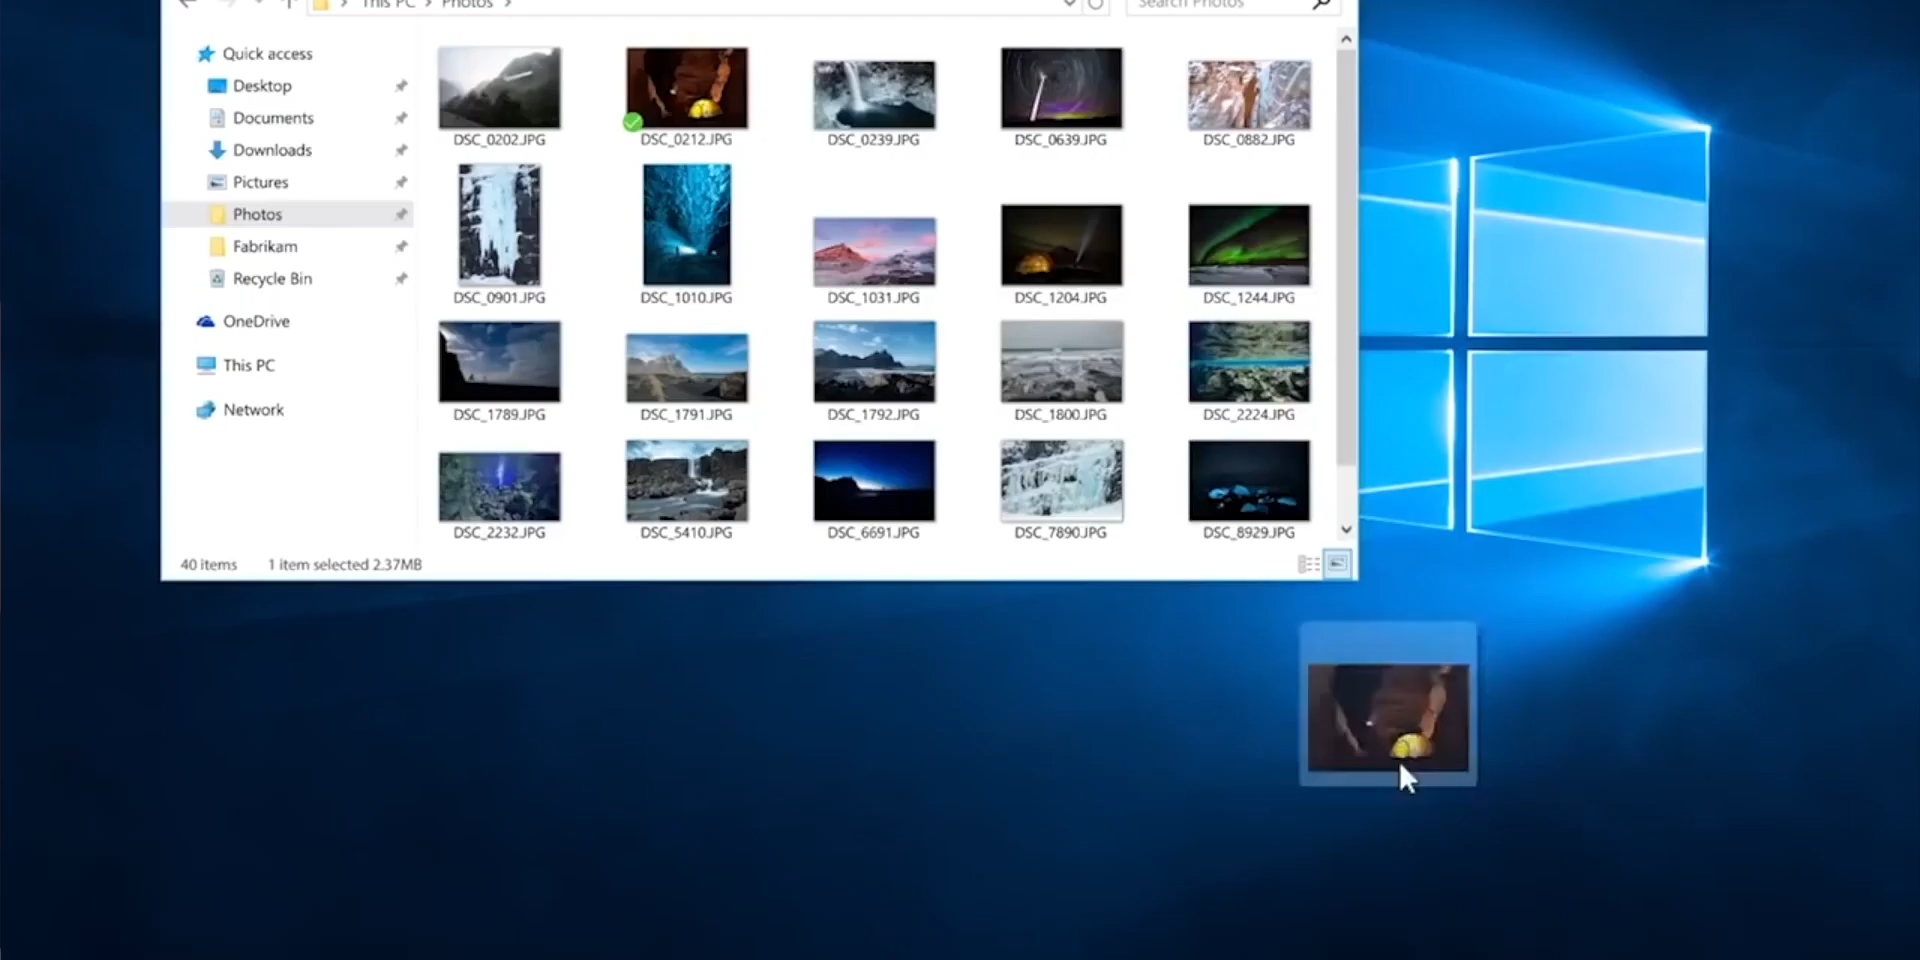 This PC > Photos >
Search Photos
Quick access
Desktop
Documents
Downloads
Pictures
Photos
Fabrikam
Recycle Bin
OneDrive
This PC
Network
DSC_0202.JPG
DSC_0212.JPG
DSC_0239.JPG
DSC_0639.JPG
DSC_0882.JPG
DSC_0901.JPG
DSC_1010.JPG
DSC_1031.JPG
DSC_1204.JPG
DSC_1244.JPG
DSC_1789.JPG
DSC_1791.JPG
DSC_1792.JPG
DSC_1800.JPG
DSC_2224.JPG
DSC_2232.JPG
DSC_5410.JPG
DSC_6691.JPG
DSC_7890.JPG
DSC_8929.JPG
40 items
1 item selected 2.37MB